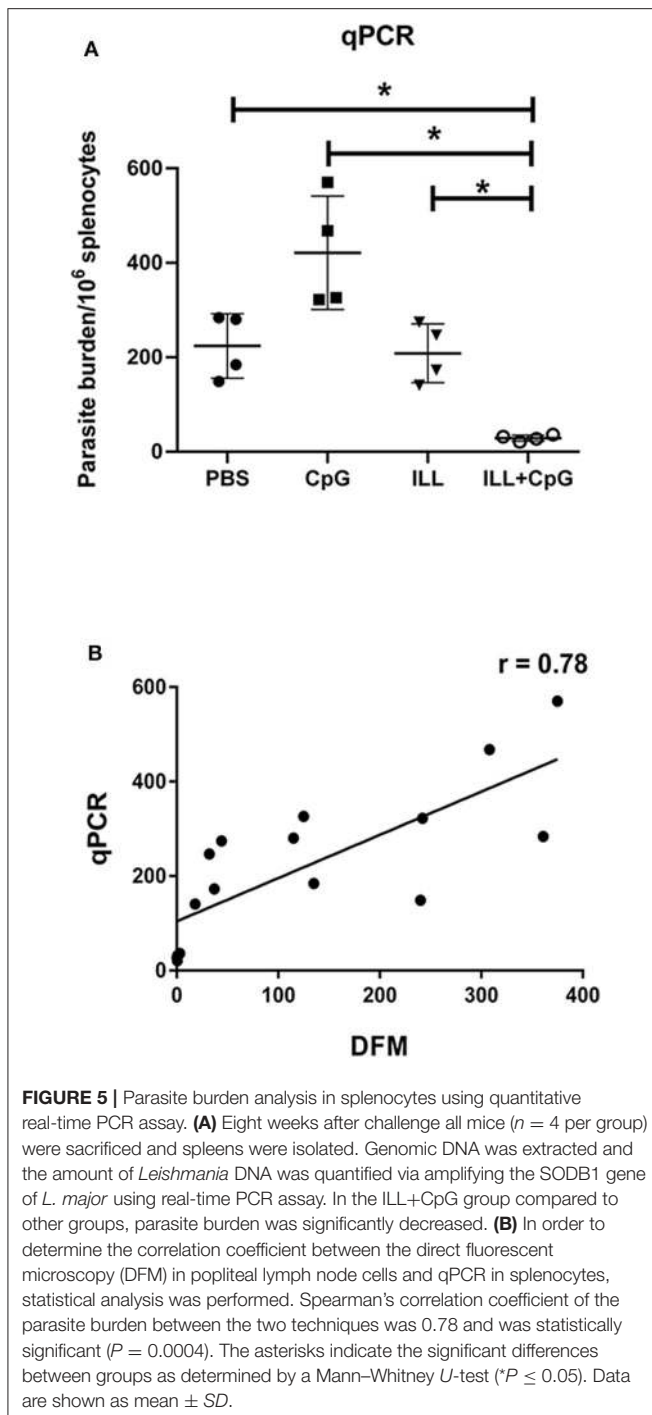 A
qPCR
*
*
*
Parasite burden/10⁶ splenocytes
600
400
200
0
PBS CpG ILL ILL+CpG
B
r = 0.78
qPCR
600
400
200
0
0 100 200 300 400
DFM
FIGURE 5 | Parasite burden analysis in splenocytes using quantitative
real-time PCR assay. (A) Eight weeks after challenge all mice (n = 4 per group)
were sacrificed and spleens were isolated. Genomic DNA was extracted and
the amount of Leishmania DNA was quantified via amplifying the SODB1 gene
of L. major using real-time PCR assay. In the ILL+CpG group compared to
other groups, parasite burden was significantly decreased. (B) In order to
determine the correlation coefficient between the direct fluorescent
microscopy (DFM) in popliteal lymph node cells and qPCR in splenocytes,
statistical analysis was performed. Spearman's correlation coefficient of the
parasite burden between the two techniques was 0.78 and was statistically
significant (P = 0.0004). The asterisks indicate the significant differences
between groups as determined by a Mann–Whitney U-test (*P ≤ 0.05). Data
are shown as mean ± SD.